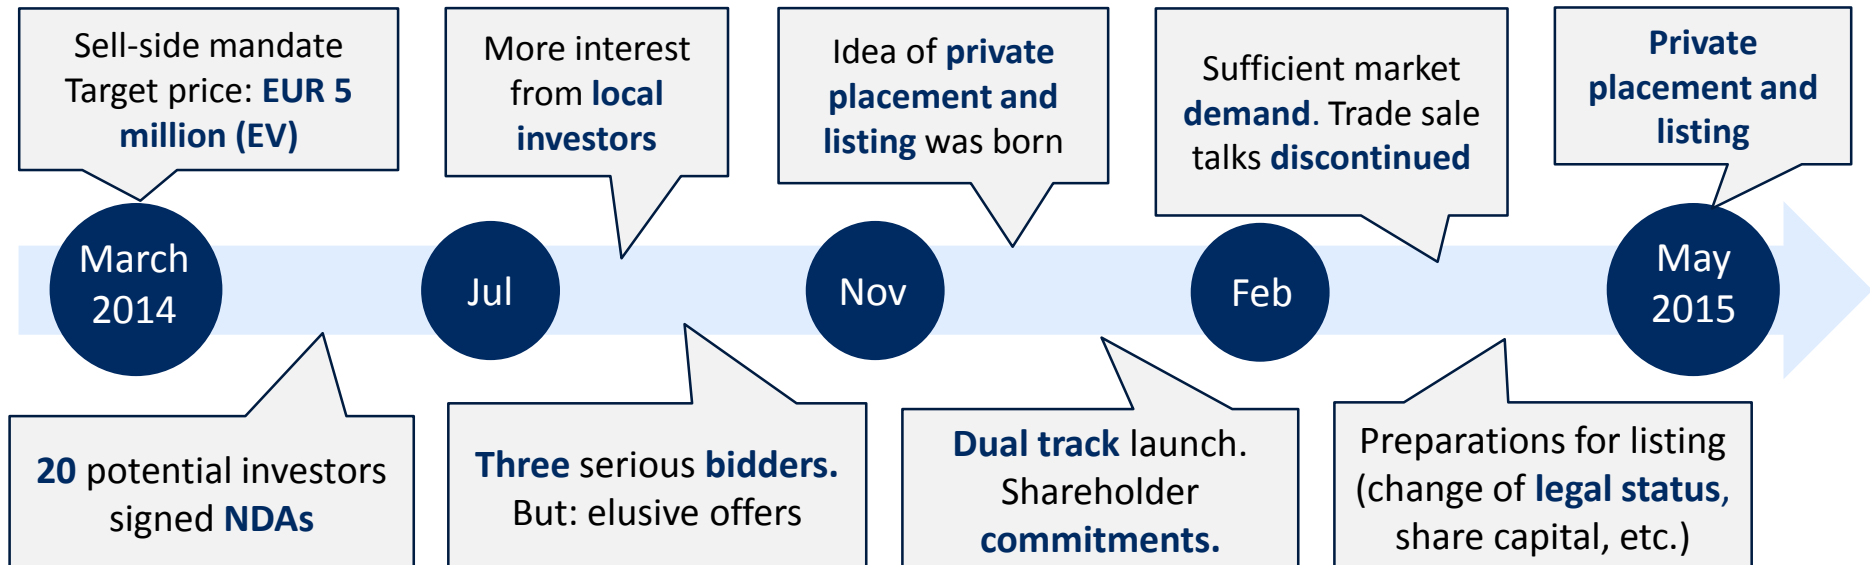 Sell-side mandate
Target price: EUR 5
million (EV)
More interest
from local
investors
Idea of private
placement and
listing was born
Sufficient market
demand. Trade sale
talks discontinued
Private
placement and
listing
March
2014
Jul
Nov
Feb
May
2015
20 potential investors
signed NDAs
Three serious bidders.
But: elusive offers
Dual track launch.
Shareholder
commitments.
Preparations for listing
(change of legal status,
share capital, etc.)